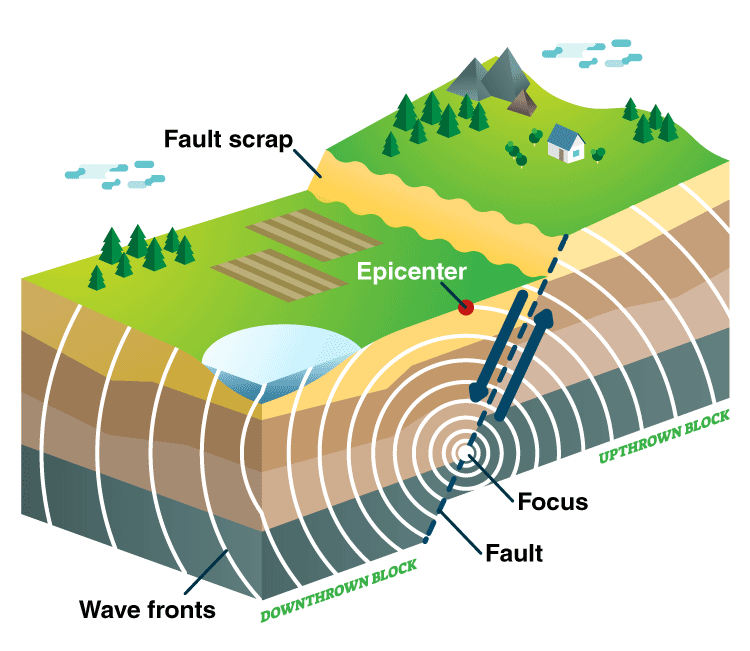 Fault scrap
Epicenter
UPTHROWN BLOCK
Focus
Fault
DOWNTHROWN BLOCK
Wave fronts